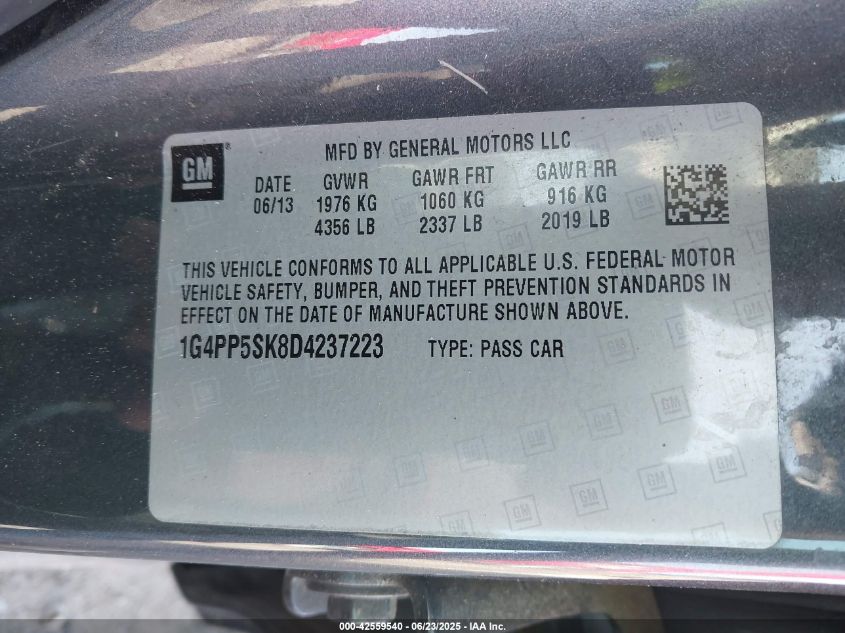 GM®
MFD BY GENERAL MOTORS LLC
DATE GVWR GAWR FRT GAWR RR
06/13 1976 KG 1060 KG 916 KG
4356 LB 2337 LB 2019 LB
THIS VEHICLE CONFORMS TO ALL APPLICABLE U.S. FEDERAL MOTOR
VEHICLE SAFETY, BUMPER, AND THEFT PREVENTION STANDARDS IN
EFFECT ON THE DATE OF MANUFACTURE SHOWN ABOVE.
1G4PP5SK8D4237223 TYPE: PASS CAR
000-42559540 - 06/23/2025 - IAA Inc.